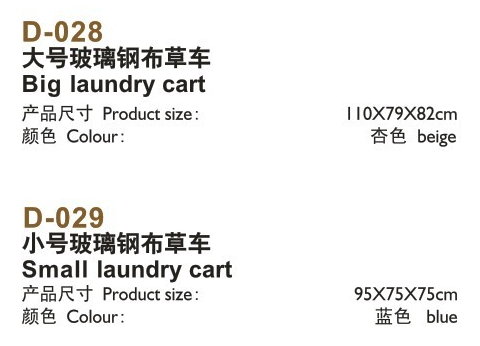 D-028
大号玻璃钢布草车
Big laundry cart
产品尺寸 Product size: 110X79X82cm
颜色 Colour: 杏色 beige
D-029
小号玻璃钢布草车
Small laundry cart
产品尺寸 Product size: 95X75X75cm
颜色 Colour: 蓝色 blue